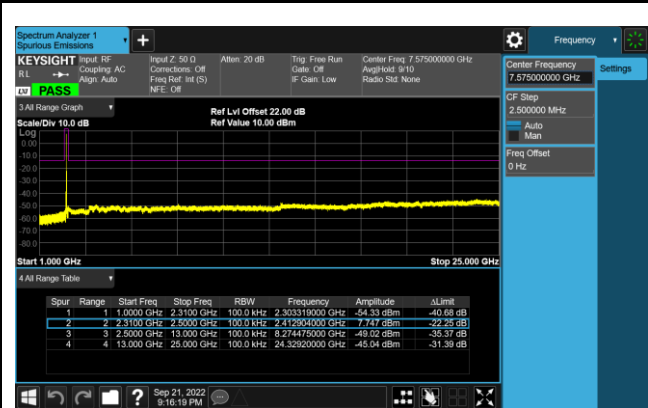 Spectrum Analyzer 1
Spurious Emissions
+
Frequency
KEYSIGHT
R L
LXI
PASS
Input: RF
Coupling: AC
Align: Auto
Input Z: 50 Ω
Corrections: Off
Freq Ref: Int (S)
NFE: Off
Atten: 20 dB
Trig: Free Run
Gate: Off
IF Gain: Low
Center Freq: 7.575000000 GHz
Avg|Hold: 9/10
Radio Std: None
Center Frequency
7.575000000 GHz
Settings
CF Step
2.500000 MHz
Auto
Man
Freq Offset
0 Hz
3 All Range Graph
Scale/Div 10.0 dB
Ref Lvl Offset 22.00 dB
Ref Value 10.00 dBm
Log
0.00
-10.0
-20.0
-30.0
-40.0
-50.0
-60.0
-70.0
-80.0
Start 1.000 GHz
Stop 25.000 GHz
4 All Range Table
Spur Range Start Freq Stop Freq RBW Frequency Amplitude ΔLimit
1 1 1.0000 GHz 2.3100 GHz 100.0 kHz 2.303319000 GHz -54.33 dBm -40.68 dB
2 2 2.3100 GHz 2.5000 GHz 100.0 kHz 2.412904000 GHz 7.747 dBm -22.25 dB
3 3 2.5000 GHz 13.000 GHz 100.0 kHz 8.274475000 GHz -49.02 dBm -35.37 dB
4 4 13.000 GHz 25.000 GHz 100.0 kHz 24.32920000 GHz -45.04 dBm -31.39 dB
?
Sep 21, 2022
9:16:19 PM